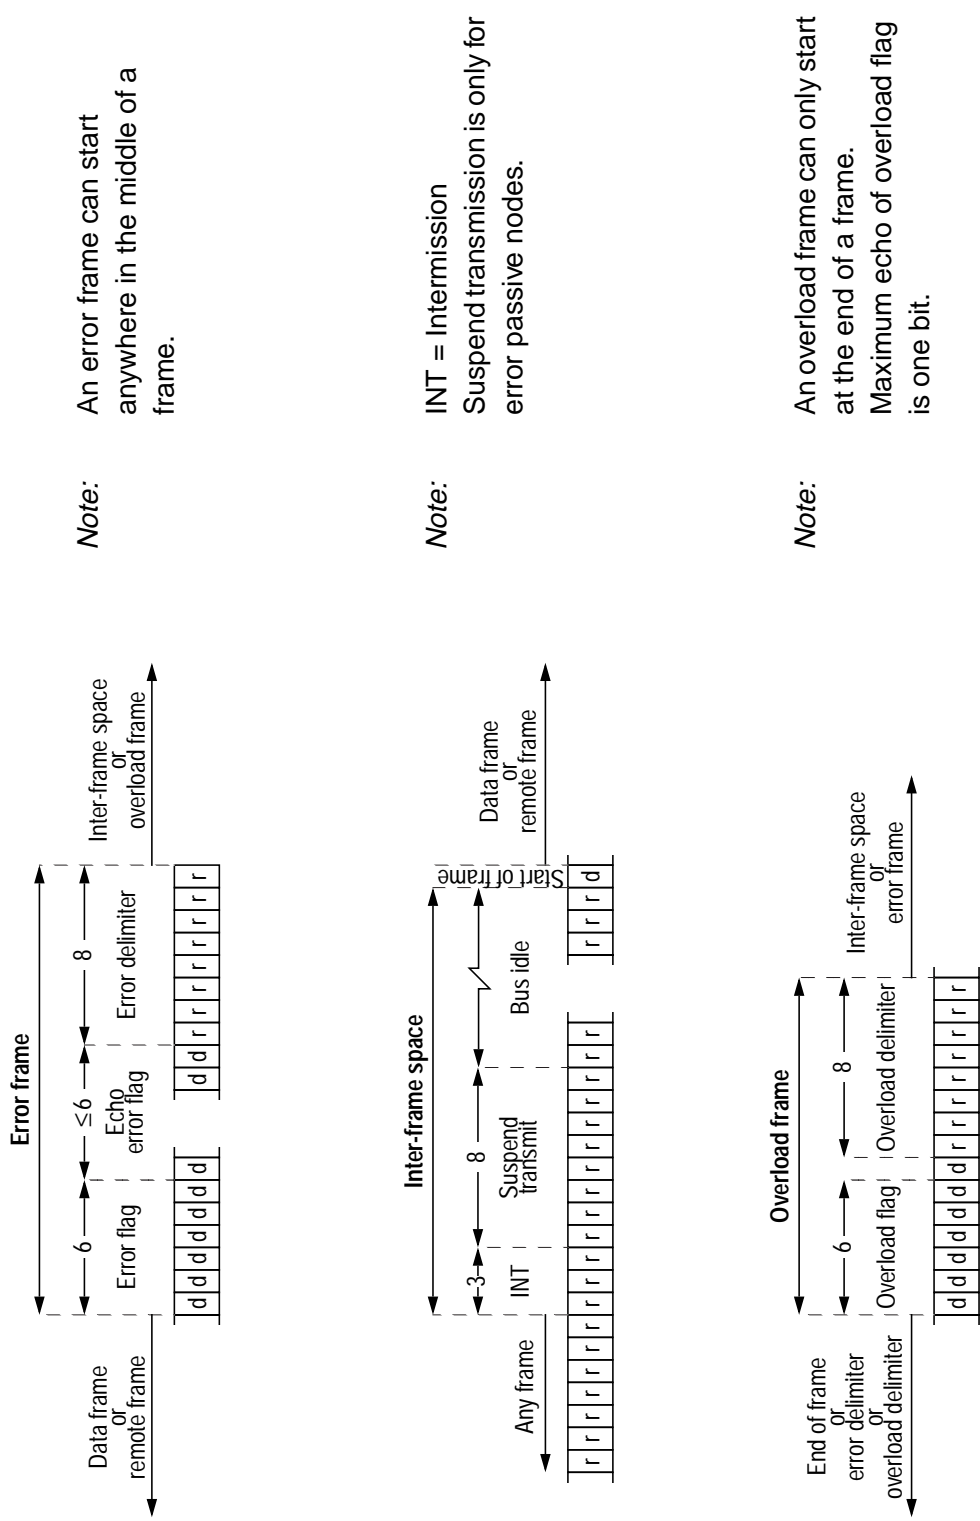 Error frame
Data frame
or
remote frame
6
Error flag
≤6
Echo
error flag
8
Error delimiter
Inter-frame space
or
overload frame
d d d d d d d
d d r r r r r r r r
Note:
An error frame can start
anywhere in the middle of a
frame.
Inter-frame space
Any frame
3
INT
8
Suspend
transmit
Bus idle
Start of frame
Data frame
or
remote frame
r r r r r r r r r r r r r r r r r r r r
r r r d
Note:
INT = Intermission
Suspend transmission is only for
error passive nodes.
Overload frame
End of frame
or
error delimiter
or
overload delimiter
6
Overload flag
8
Overload delimiter
Inter-frame space
or
error frame
d d d d d d d r r r r r r r r
Note:
An overload frame can only start
at the end of a frame.
Maximum echo of overload flag
is one bit.